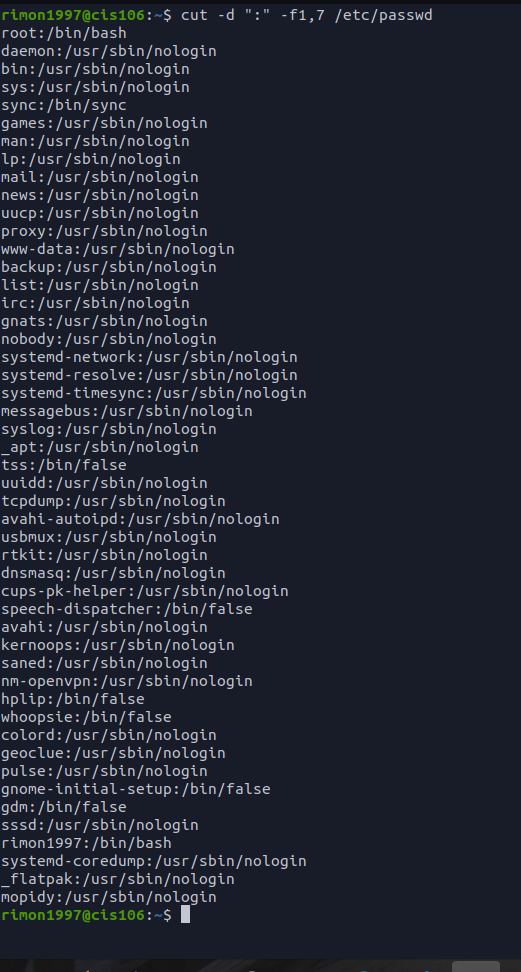 rimon1997@cis106:~$ cut -d ":" -f1,7 /etc/passwd
root:/bin/bash
daemon:/usr/sbin/nologin
bin:/usr/sbin/nologin
sys:/usr/sbin/nologin
sync:/bin/sync
games:/usr/sbin/nologin
man:/usr/sbin/nologin
lp:/usr/sbin/nologin
mail:/usr/sbin/nologin
news:/usr/sbin/nologin
uucp:/usr/sbin/nologin
proxy:/usr/sbin/nologin
www-data:/usr/sbin/nologin
backup:/usr/sbin/nologin
list:/usr/sbin/nologin
irc:/usr/sbin/nologin
gnats:/usr/sbin/nologin
nobody:/usr/sbin/nologin
systemd-network:/usr/sbin/nologin
systemd-resolve:/usr/sbin/nologin
systemd-timesync:/usr/sbin/nologin
messagebus:/usr/sbin/nologin
syslog:/usr/sbin/nologin
_apt:/usr/sbin/nologin
tss:/bin/false
uuidd:/usr/sbin/nologin
tcpdump:/usr/sbin/nologin
avahi-autoipd:/usr/sbin/nologin
usbmux:/usr/sbin/nologin
rtkit:/usr/sbin/nologin
dnsmasq:/usr/sbin/nologin
cups-pk-helper:/usr/sbin/nologin
speech-dispatcher:/bin/false
avahi:/usr/sbin/nologin
kernoops:/usr/sbin/nologin
saned:/usr/sbin/nologin
nm-openvpn:/usr/sbin/nologin
hplip:/bin/false
whoopsie:/bin/false
colord:/usr/sbin/nologin
geoclue:/usr/sbin/nologin
pulse:/usr/sbin/nologin
gnome-initial-setup:/bin/false
gdm:/bin/false
sssd:/usr/sbin/nologin
rimon1997:/bin/bash
systemd-coredump:/usr/sbin/nologin
_flatpak:/usr/sbin/nologin
mopidy:/usr/sbin/nologin
rimon1997@cis106:~$